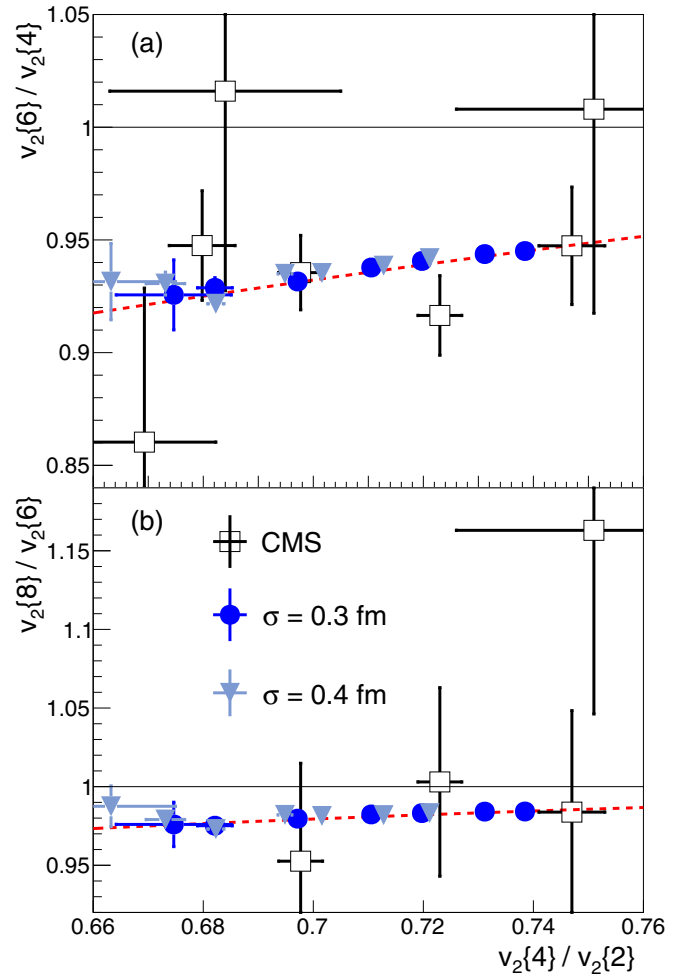 1.05
(a)
1
0.95
0.9
0.85
v₂{6} / v₂{4}
(b)
1.15
1.1
1.05
1
0.95
v₂{8} / v₂{6}
CMS
σ = 0.3 fm
σ = 0.4 fm
0.66 0.68 0.7 0.72 0.74 0.76
v₂{4} / v₂{2}